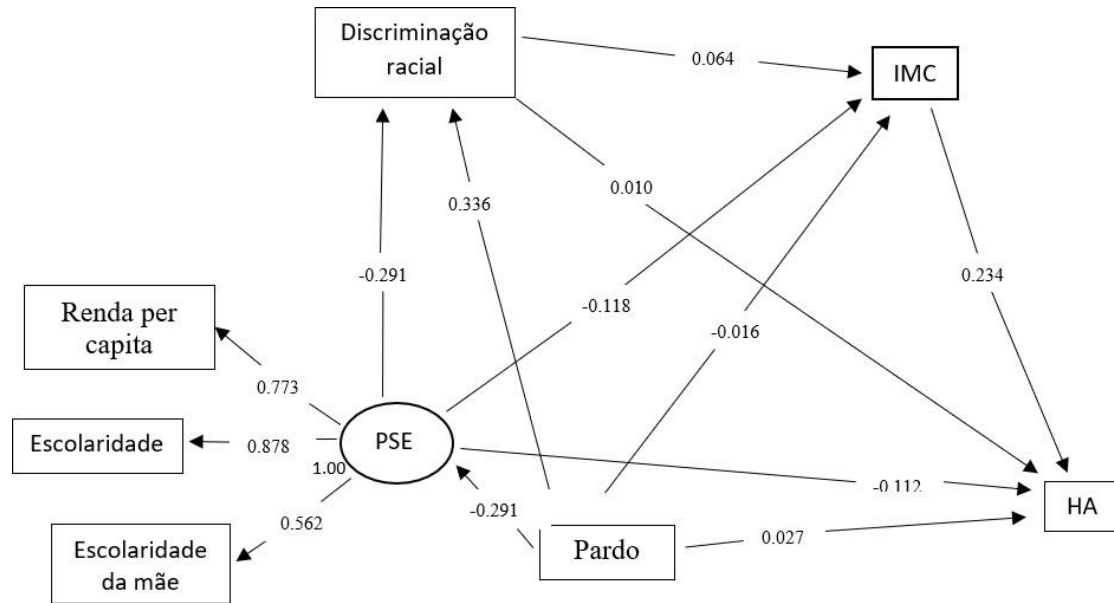 Discriminação
racial
0.064
IMC
0.010
0.336
-0.291
0.234
-0.118
-0.016
Renda per
capita
0.773
Escolaridade
0.878
PSE
1.00
-0.291
-0.112
HA
0.562
Escolaridade
da mãe
Pardo
0.027